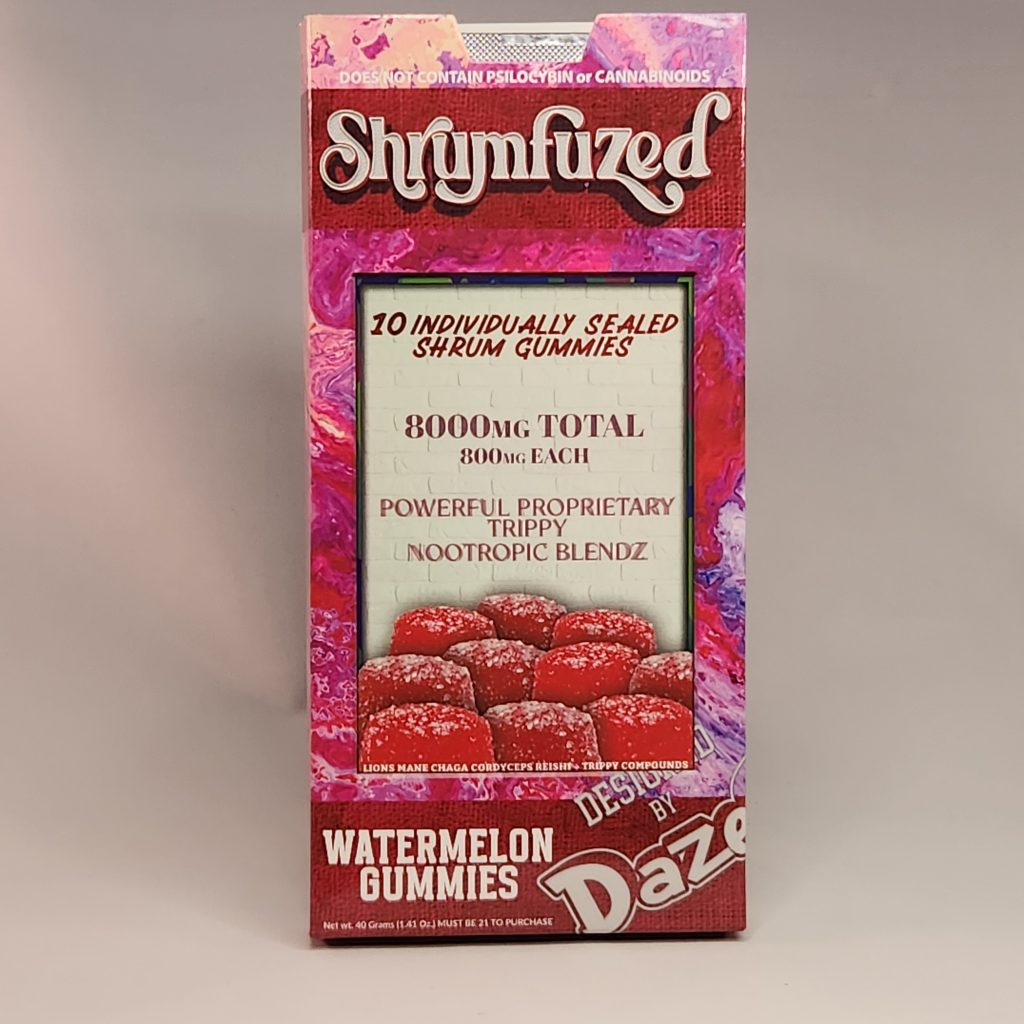 DOES NOT CONTAIN PSILOCYBIN or CANNABINOIDS
Shrumfuzed
10 INDIVIDUALLY SEALED
SHRUM GUMMIES
8000MG TOTAL
800MG EACH
POWERFUL PROPRIETARY
TRIPPY
NOOTROPIC BLENDZ
LIONS MANE CHAGA CORDYCEPS REISHI + TRIPPY COMPOUNDS
DESIGNED
BY
Daze
WATERMELON
GUMMIES
Net wt. 40 Grams (1.41 Oz.) MUST BE 21 TO PURCHASE